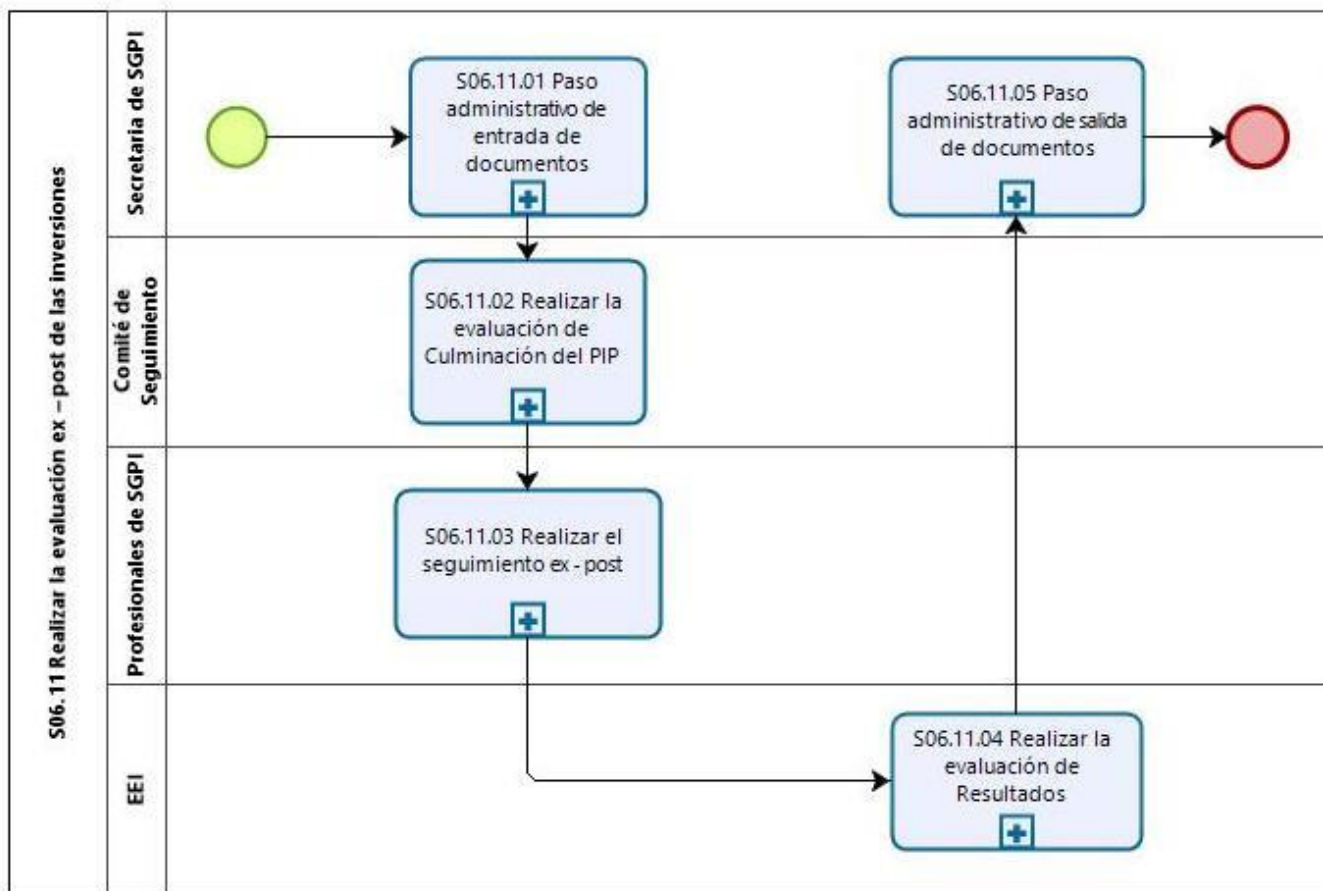 S06.11 Realizar la evaluación ex – post de las inversiones
Secretaria de SGPI
S06.11.01 Paso
administrativo de
entrada de
documentos
S06.11.05 Paso
administrativo de salida
de documentos
Comité de
Seguimiento
S06.11.02 Realizar la
evaluación de
Culminación del PIP
Profesionales de SGPI
S06.11.03 Realizar el
seguimiento ex - post
EEI
S06.11.04 Realizar la
evaluación de
Resultados